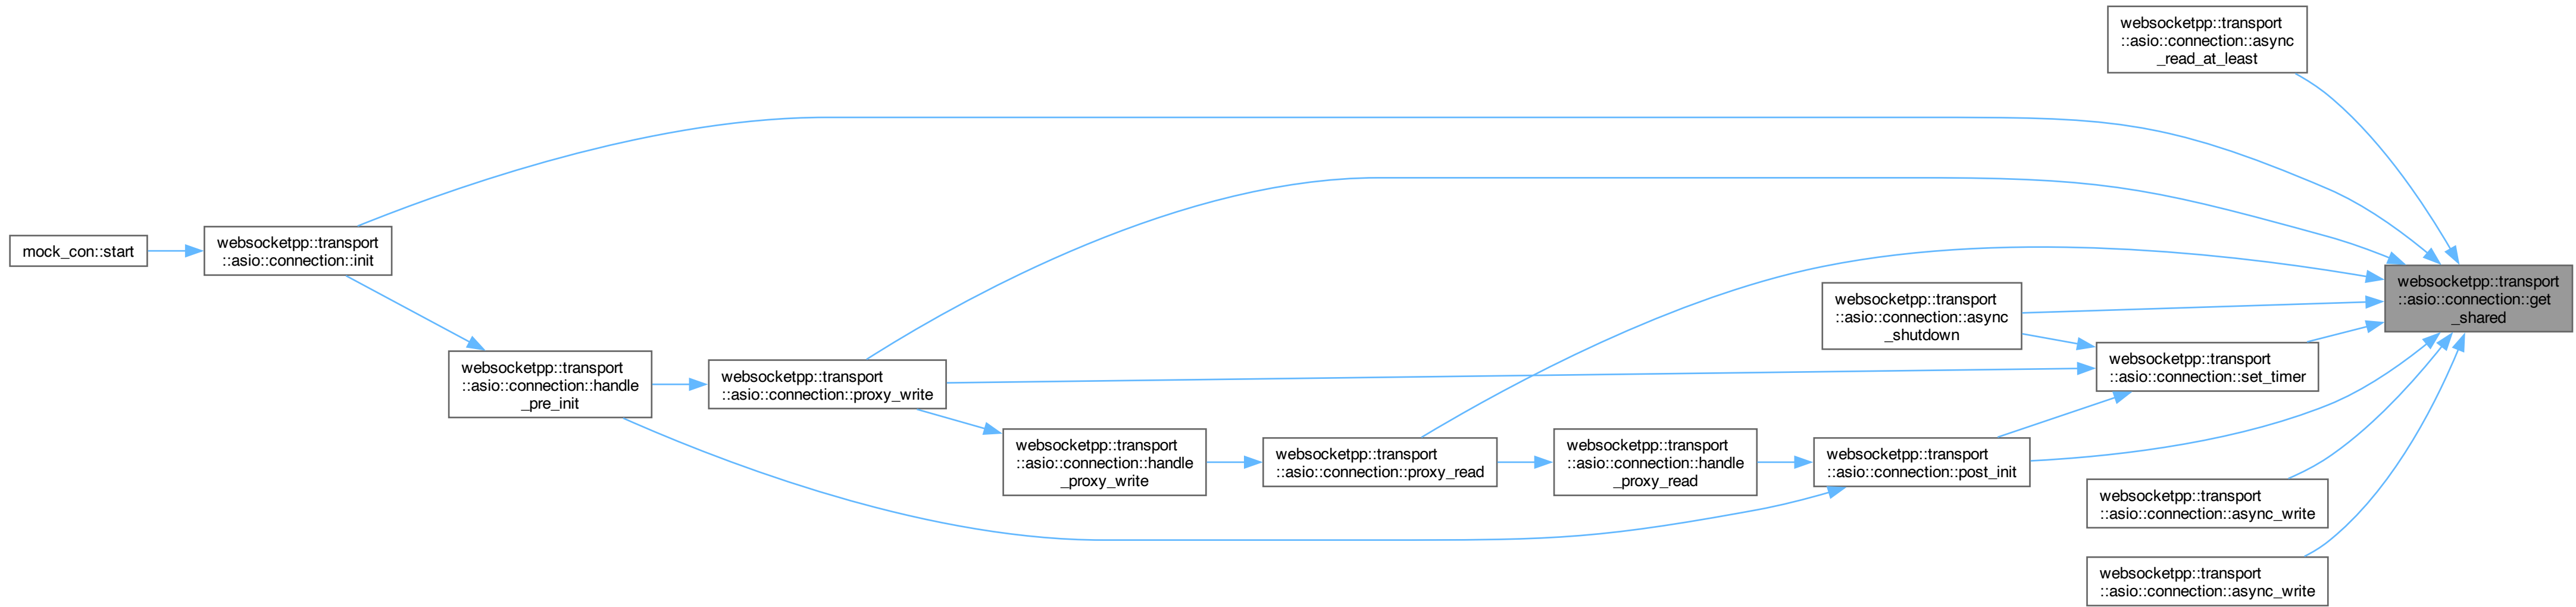 mock_con::start
websocketpp::transport
::asio::connection::init
websocketpp::transport
::asio::connection::handle
_pre_init
websocketpp::transport
::asio::connection::proxy_write
websocketpp::transport
::asio::connection::handle
_proxy_write
websocketpp::transport
::asio::connection::proxy_read
websocketpp::transport
::asio::connection::handle
_proxy_read
websocketpp::transport
::asio::connection::async
_shutdown
websocketpp::transport
::asio::connection::post_init
websocketpp::transport
::asio::connection::async
_read_at_least
websocketpp::transport
::asio::connection::set_timer
websocketpp::transport
::asio::connection::async_write
websocketpp::transport
::asio::connection::async_write
websocketpp::transport
::asio::connection::get
_shared